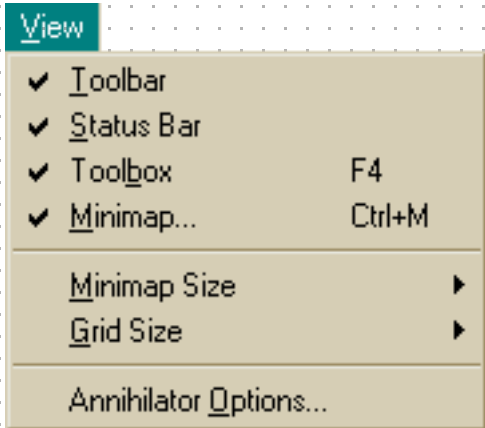 View
Toolbar
Status Bar
Toolbox F4
Minimap... Ctrl+M
Minimap Size
Grid Size
Annihilator Options...